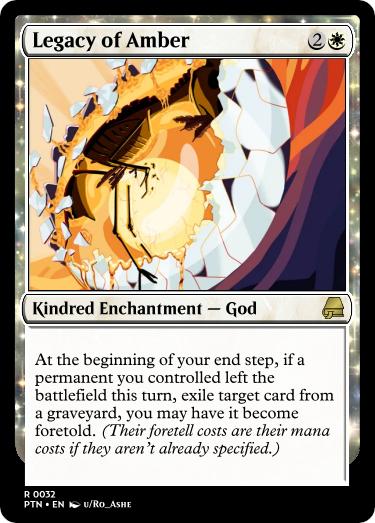 Legacy of Amber 2
Kindred Enchantment — God
At the beginning of your end step, if a
permanent you controlled left the
battlefield this turn, exile target card from
a graveyard, you may have it become
foretold. (Their foretell costs are their mana
costs if they aren't already specified.)
R 0032
PTN • EN u/Ro_Ashe